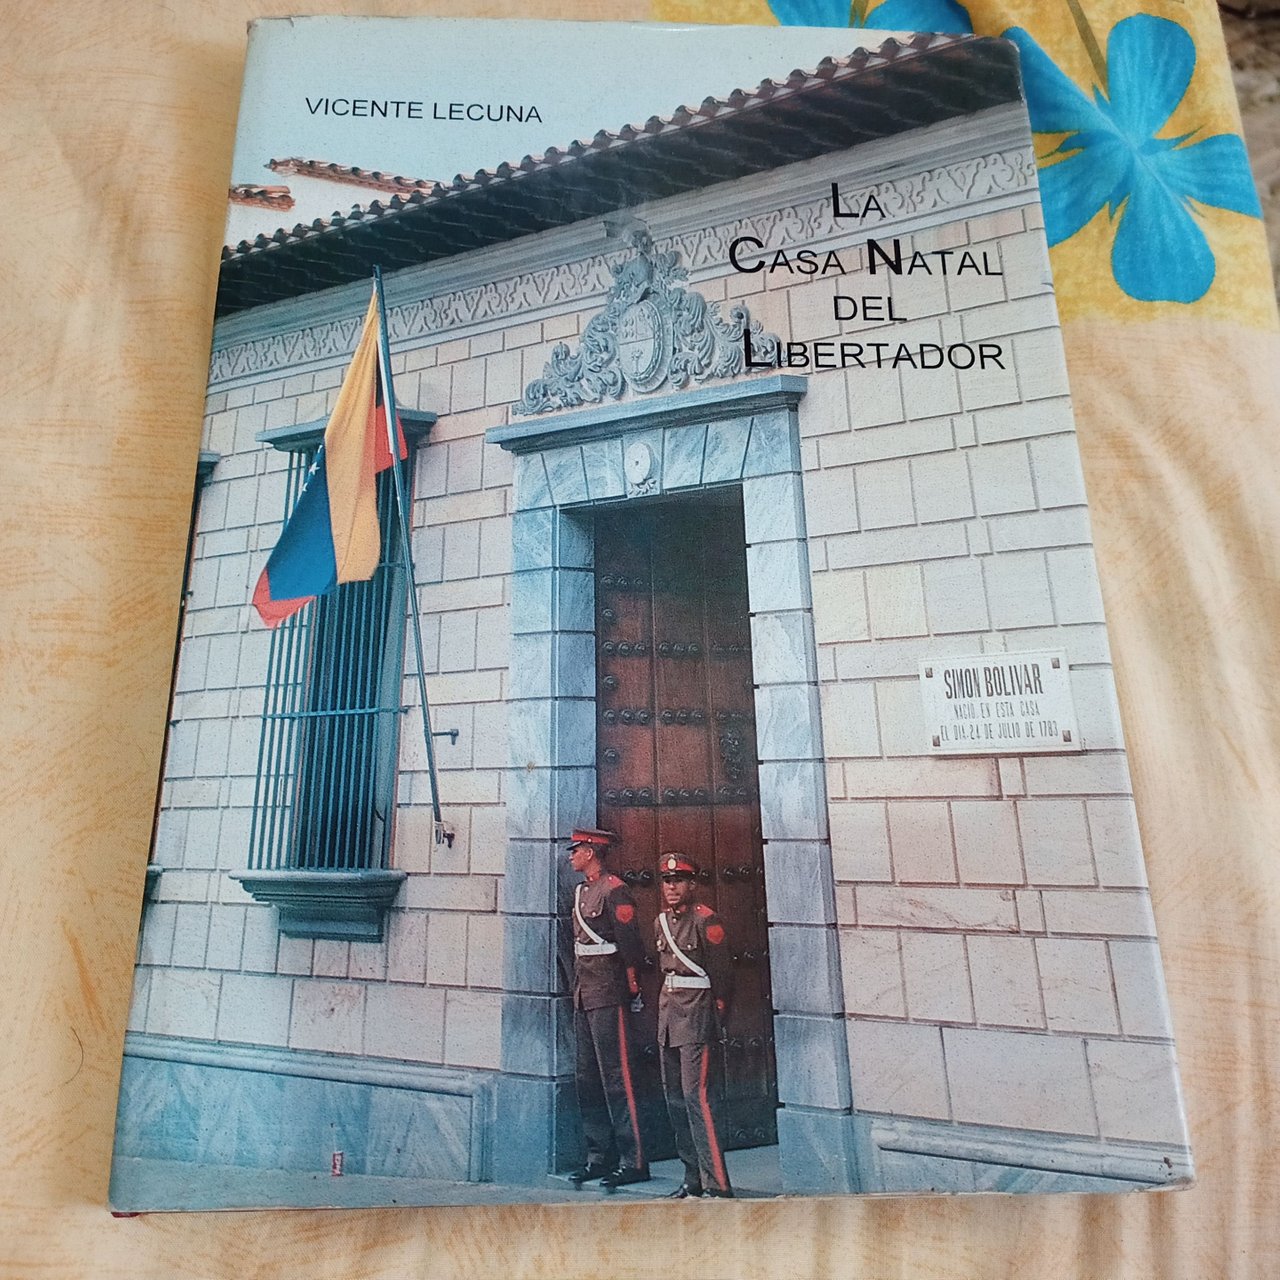 VICENTE LECUNA
LA
CASA NATAL
DEL
LIBERTADOR
SIMON BOLIVAR
NACIO EN ESTA CASA
EL DIA 24 DE JULIO DE 1783